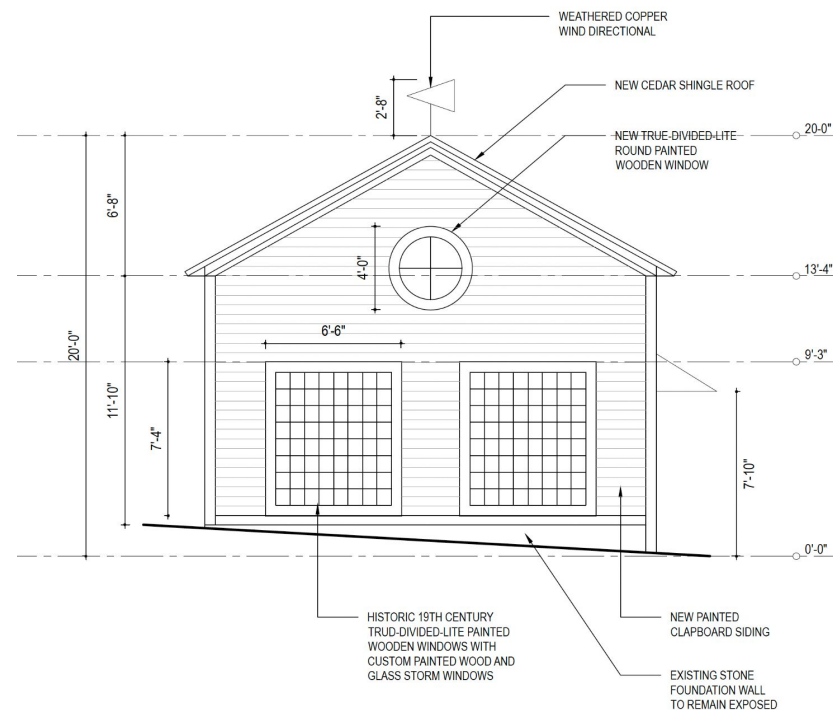 WEATHERED COPPER
WIND DIRECTIONAL
2'-8"
NEW CEDAR SHINGLE ROOF
20-0"
NEW TRUE-DIVIDED-LITE
ROUND PAINTED
WOODEN WINDOW
6'-8"
4'-0"
13'-4"
6'-6"
20'-0"
9'-3"
11'-10"
7'-4"
7'-10"
0'-0"
HISTORIC 19TH CENTURY
TRUD-DIVIDED-LITE PAINTED
WOODEN WINDOWS WITH
CUSTOM PAINTED WOOD AND
GLASS STORM WINDOWS
NEW PAINTED
CLAPBOARD SIDING
EXISTING STONE
FOUNDATION WALL
TO REMAIN EXPOSED